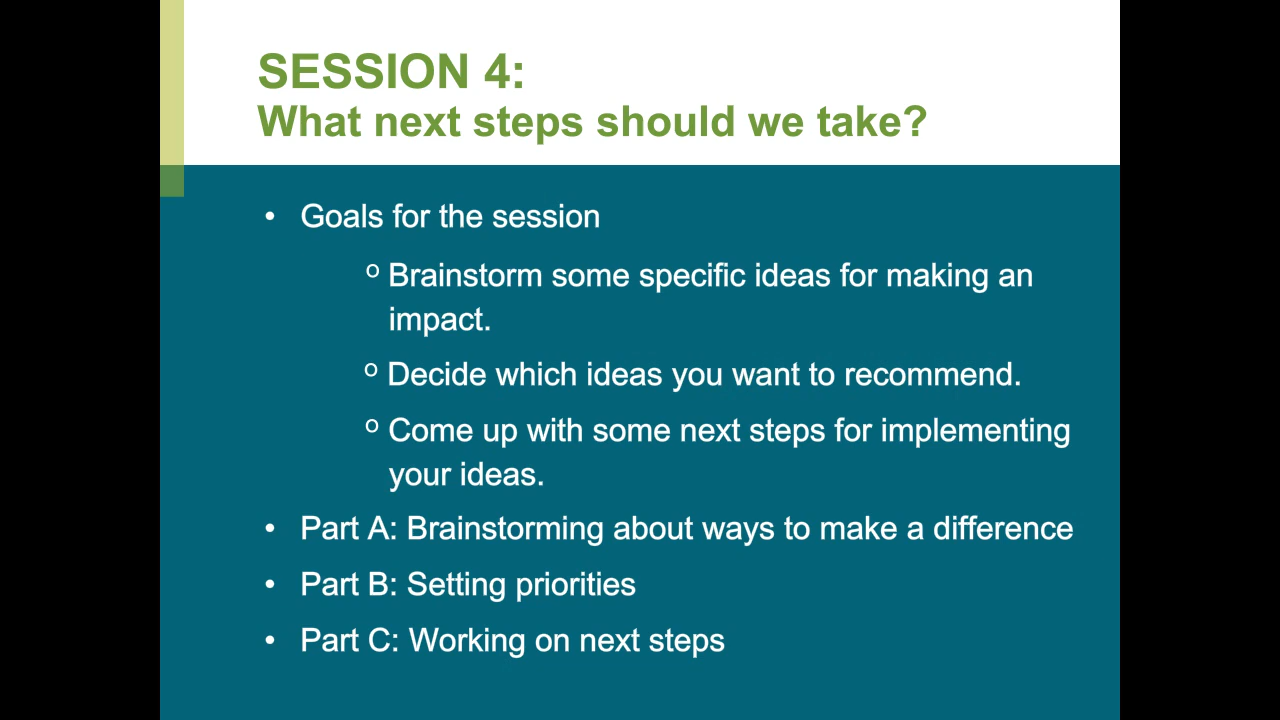 SESSION 4:
What next steps should we take?
• Goals for the session
o Brainstorm some specific ideas for making an
impact.
o Decide which ideas you want to recommend.
o Come up with some next steps for implementing
your ideas.
• Part A: Brainstorming about ways to make a difference
• Part B: Setting priorities
• Part C: Working on next steps